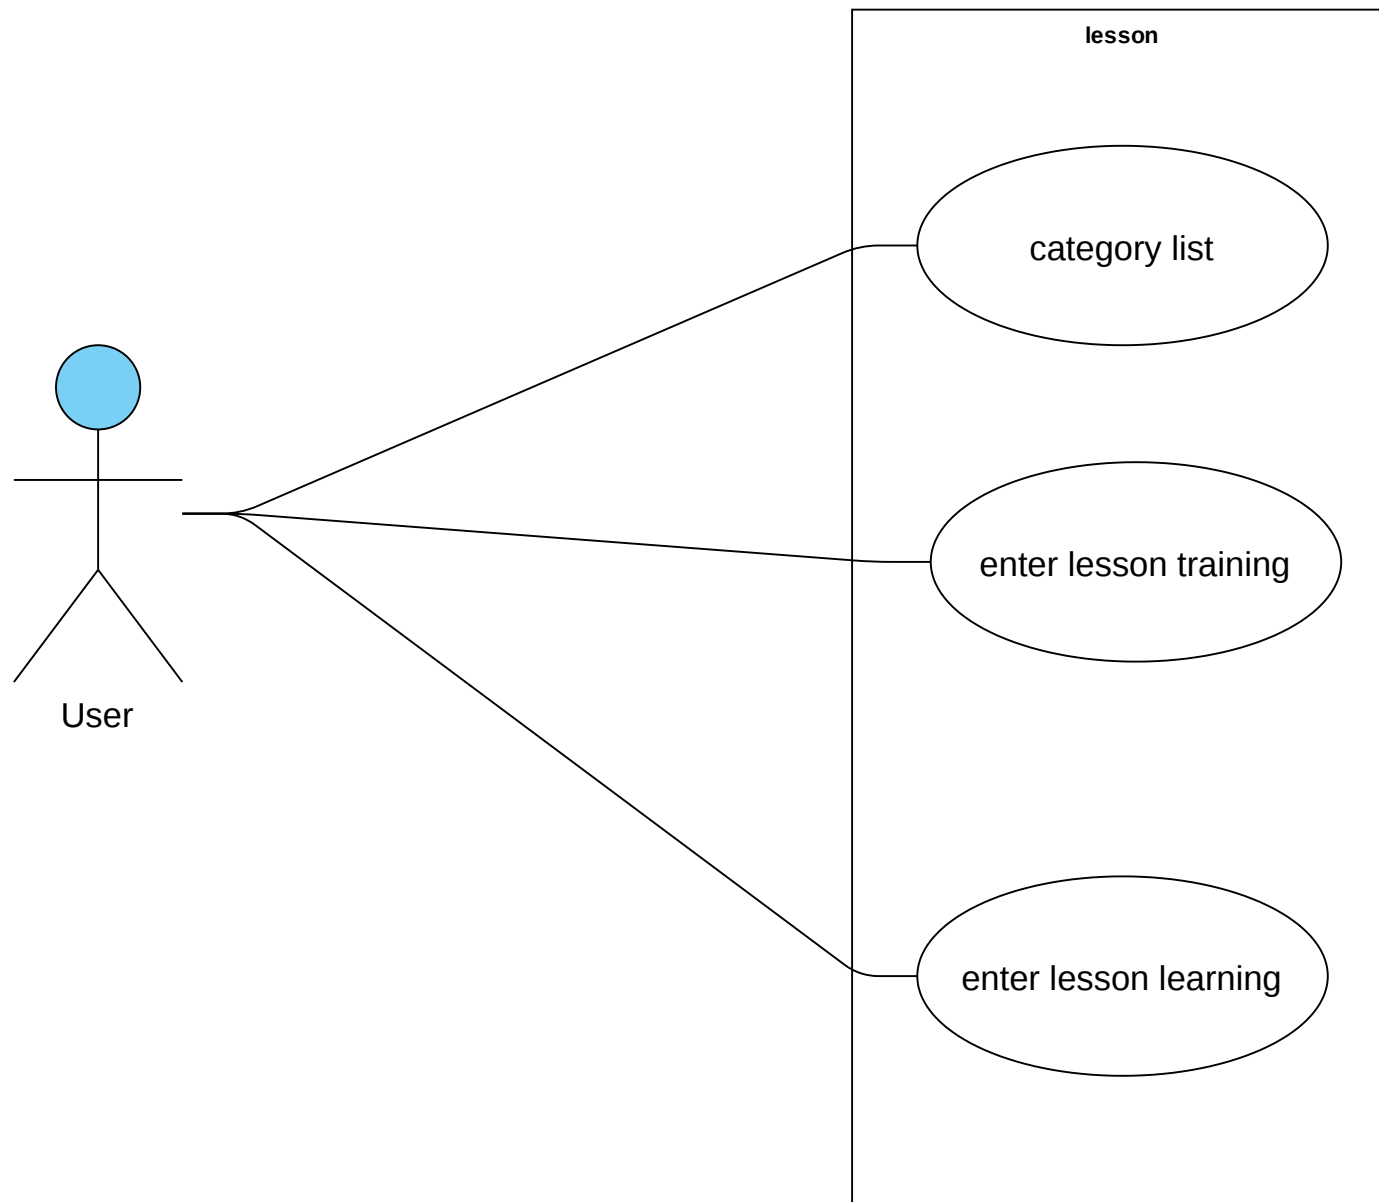 lesson
category list
enter lesson training
User
enter lesson learning